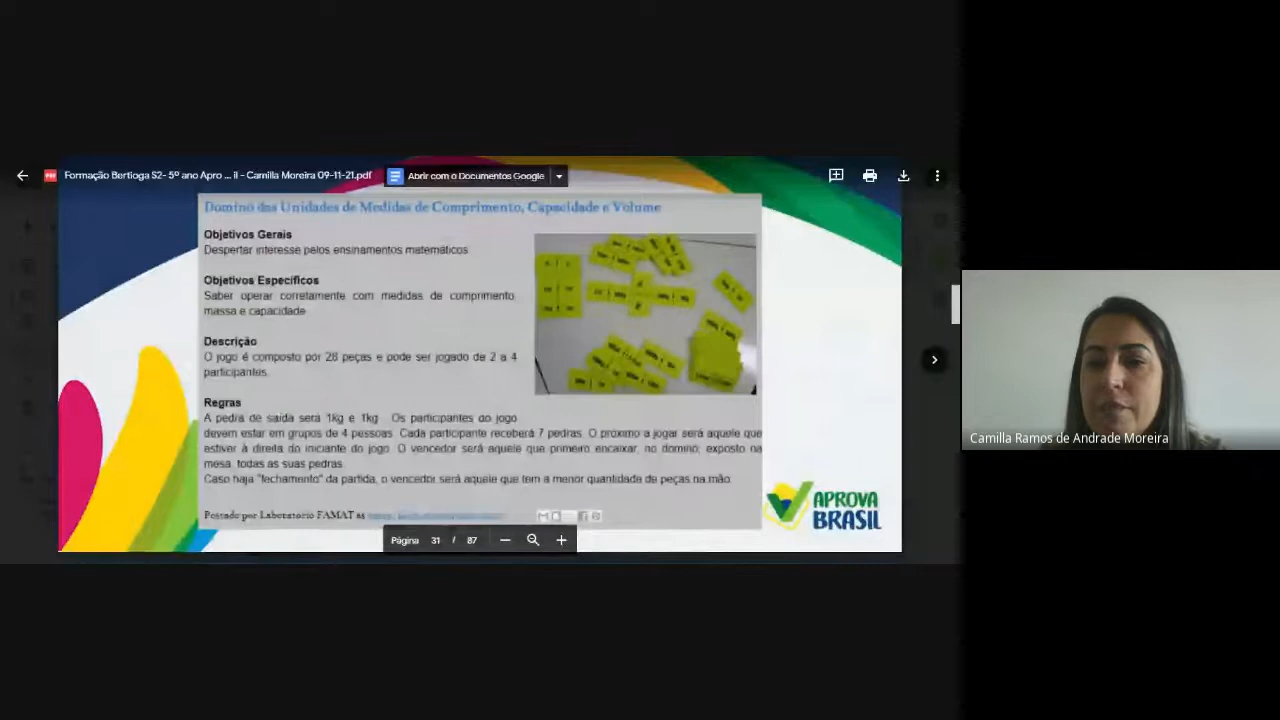 Formação Bertioga S2- 5º ano Apro ... il - Camilla Moreira 09-11-21.pdf
Abrir com o Documentos Google
Dominó das Unidades de Medidas de Comprimento, Capacidade e Volume
Objetivos Gerais
Despertar interesse pelos ensinamentos matemáticos
Objetivos Específicos
Saber operar corretamente com medidas de comprimento,
massa e capacidade
Descrição
O jogo é composto por 28 peças e pode ser jogado de 2 a 4
participantes.
Regras
A pedra de saída será 1kg e 1kg . Os participantes do jogo
devem estar em grupos de 4 pessoas. Cada participante receberá 7 pedras. O próximo a jogar será aquele que
estiver à direita do iniciante do jogo. O vencedor será aquele que primeiro encaixar, no dominó, exposto na
mesa, todas as suas pedras.
Caso haja "fechamento" da partida, o vencedor será aquele que tem a menor quantidade de peças na mão.
Postado por Laboratório FAMAT às
APROVA
BRASIL
Página 31 / 87
Camilla Ramos de Andrade Moreira